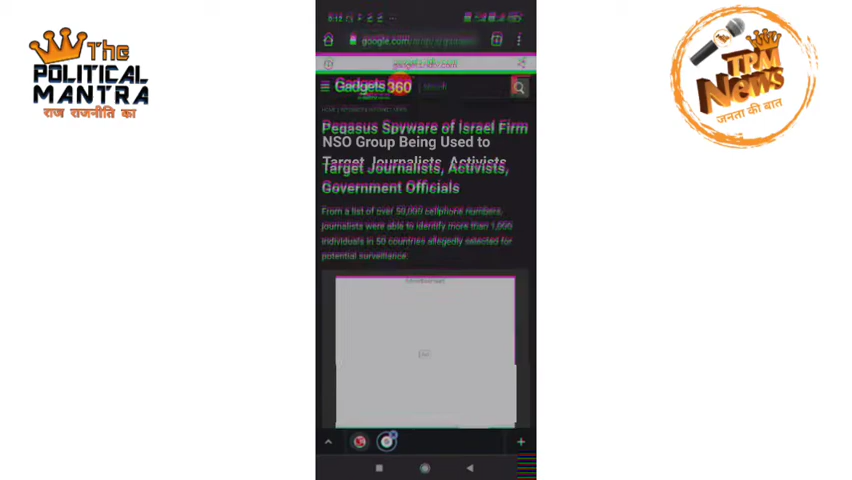 The
POLITICAL
MANTRA
राज राजनीति का
TPM
News
जनता की बात
Gadgets 360
Pegasus Spyware of Israel Firm
NSO Group Being Used to
Target Journalists, Activists,
Government Officials
From a list of over 50,000 cellphone numbers,
journalists were able to identify more than 1,000
individuals in 50 countries allegedly selected for
potential surveillance.
Advertisement